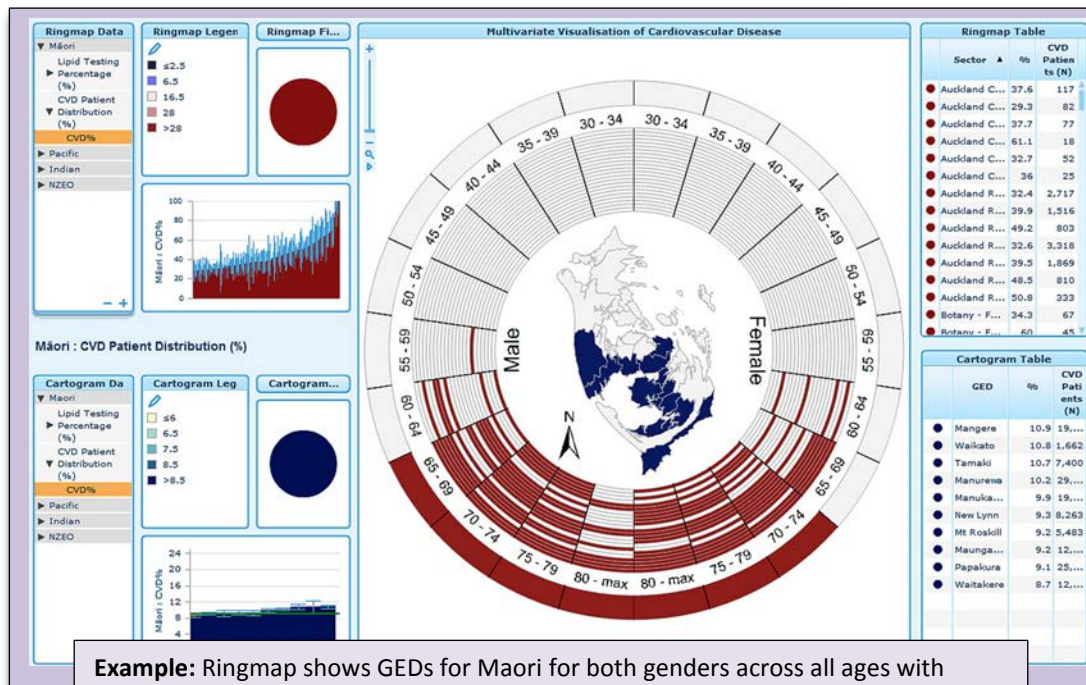 Ringmap Data
▼ Māori
Lipid Testing
▶ Percentage
(%)
CVD Patient
▼ Distribution
(%)
CVD%
▶ Pacific
▶ Indian
▶ NZEO
Ringmap Legen
≤2.5
6.5
16.5
28
>28
Ringmap Fi...
Māori : CVD%
100
80
60
40
20
0
Māori : CVD Patient Distribution (%)
Cartogram Da
▼ Maori
Lipid Testing
▶ Percentage
(%)
CVD Patient
▼ Distribution
(%)
CVD%
▶ Pacific
▶ Indian
▶ NZEO
Cartogram Leg
≤6
6.5
7.5
8.5
>8.5
Cartogram...
Māori : CVD%
24
20
16
12
8
4
Multivariate Visualisation of Cardiovascular Disease
30 - 34
35 - 39
40 - 44
45 - 49
50 - 54
55 - 59
60 - 64
65 - 69
70 - 74
75 - 79
80 - max
Male
N
30 - 34
35 - 39
40 - 44
45 - 49
50 - 54
55 - 59
60 - 64
65 - 69
70 - 74
75 - 79
80 - max
Female
Ringmap Table
Sector ▲ % CVD Patien ts (N)
Auckland C... 37.6 117
Auckland C... 29.3 82
Auckland C... 37.7 77
Auckland C... 61.1 18
Auckland C... 32.7 52
Auckland C... 36 25
Auckland R... 32.4 2,717
Auckland R... 39.9 1,516
Auckland R... 49.2 803
Auckland R... 32.6 3,318
Auckland R... 39.5 1,869
Auckland R... 48.5 810
Auckland R... 50.8 333
Botany - F... 34.3 67
Botany - F... 60 45
Cartogram Table
GED % CVD Pati ents (N)
Mangere 10.9 19,...
Waikato 10.8 1,662
Tamaki 10.7 7,400
Manurewa 10.2 29,...
Manuka... 9.9 19,...
New Lynn 9.3 8,263
Mt Roskill 9.2 5,483
Maunga... 9.2 12,...
Papakura 9.1 25,...
Waitakere 8.7 12,...
Example: Ringmap shows GEDs for Maori for both genders across all ages with